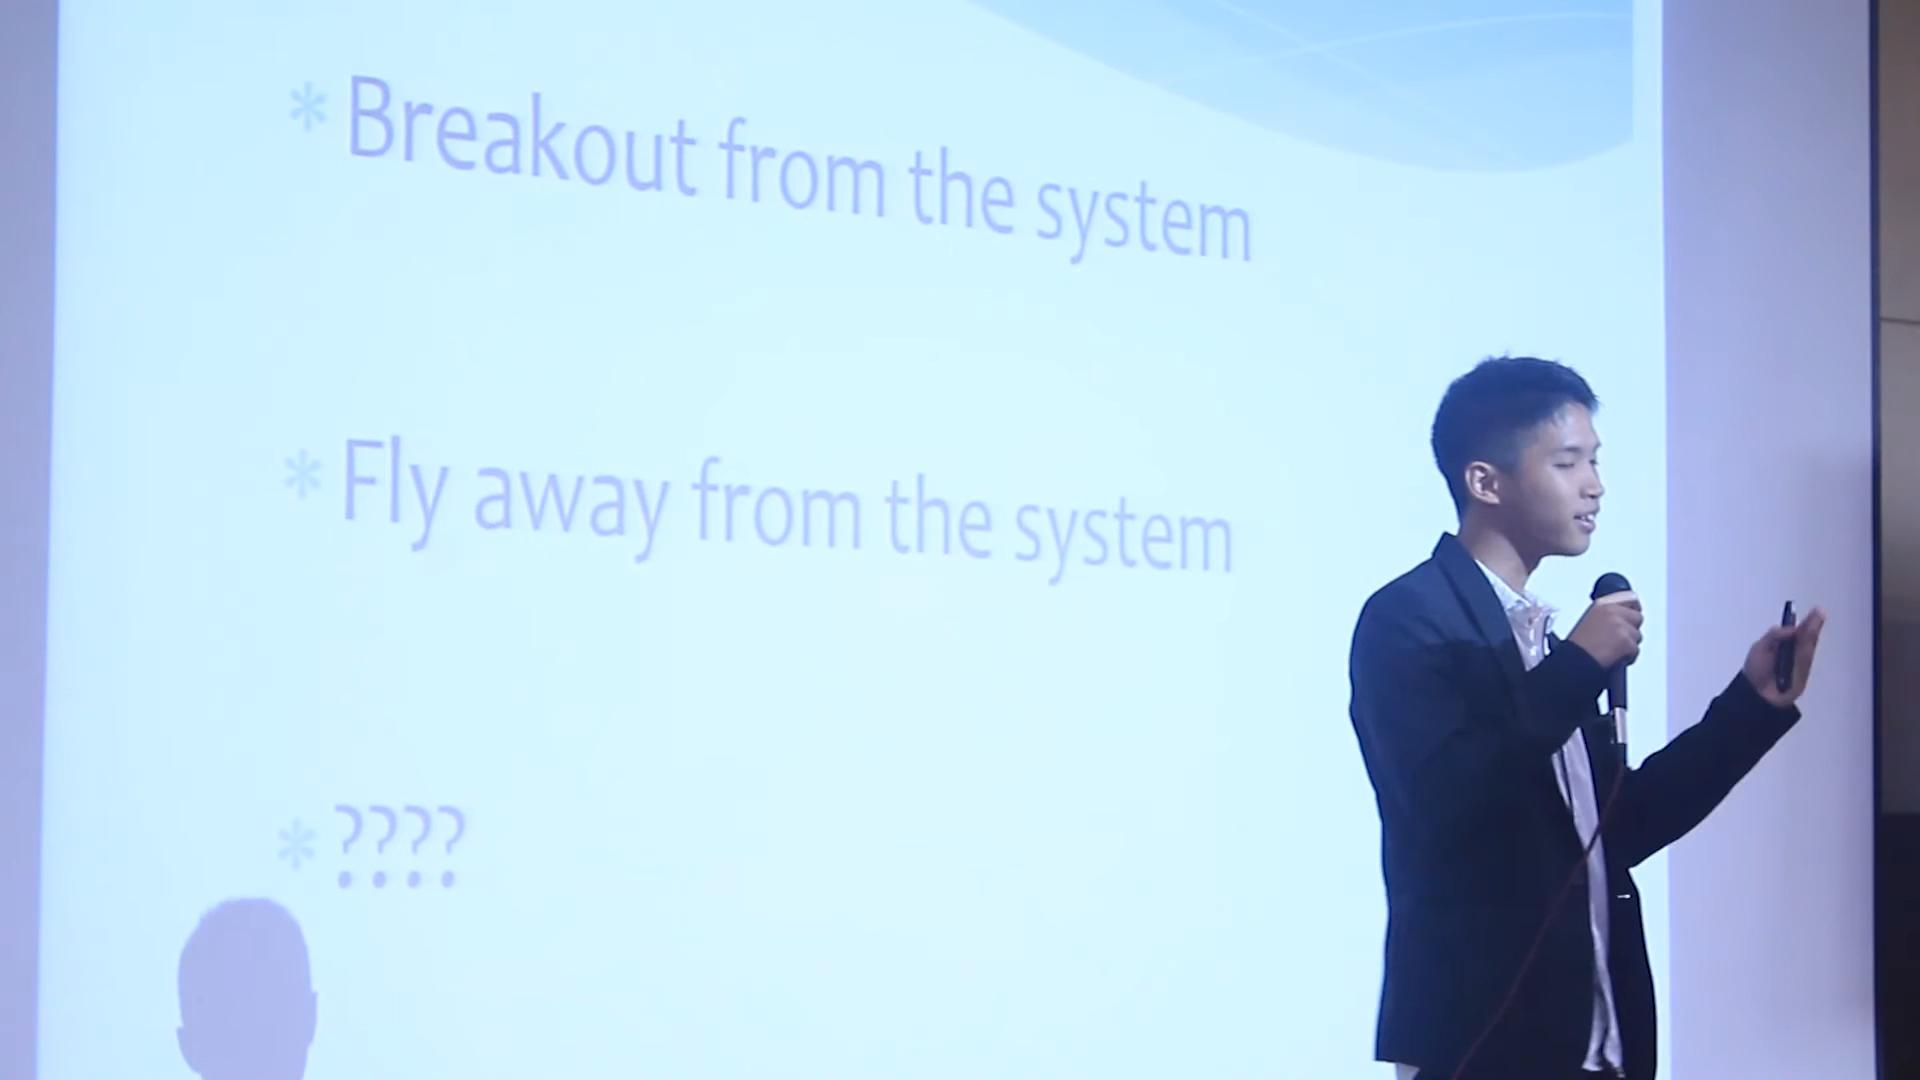 * Breakout from the system
* Fly away from the system
* ????